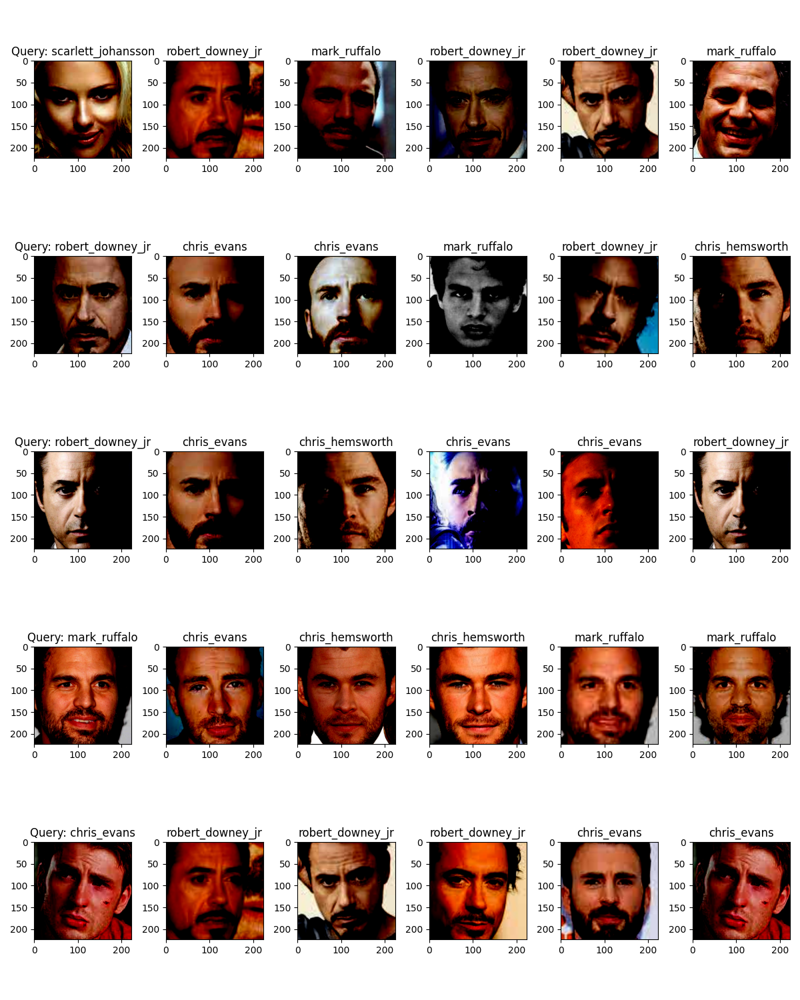 Query: scarlett_johansson robert_downey_jr mark_ruffalo robert_downey_jr robert_downey_jr mark_ruffalo
0 0 0 0 0 0
50 50 50 50 50 50
100 100 100 100 100 100
150 150 150 150 150 150
200 200 200 200 200 200
0 100 200 0 100 200 0 100 200 0 100 200 0 100 200 0 100 200
Query: robert_downey_jr chris_evans chris_evans mark_ruffalo robert_downey_jr chris_hemsworth
0 0 0 0 0 0
50 50 50 50 50 50
100 100 100 100 100 100
150 150 150 150 150 150
200 200 200 200 200 200
0 100 200 0 100 200 0 100 200 0 100 200 0 100 200 0 100 200
Query: robert_downey_jr chris_evans chris_hemsworth chris_evans chris_evans robert_downey_jr
0 0 0 0 0 0
50 50 50 50 50 50
100 100 100 100 100 100
150 150 150 150 150 150
200 200 200 200 200 200
0 100 200 0 100 200 0 100 200 0 100 200 0 100 200 0 100 200
Query: mark_ruffalo chris_evans chris_hemsworth chris_hemsworth mark_ruffalo mark_ruffalo
0 0 0 0 0 0
50 50 50 50 50 50
100 100 100 100 100 100
150 150 150 150 150 150
200 200 200 200 200 200
0 100 200 0 100 200 0 100 200 0 100 200 0 100 200 0 100 200
Query: chris_evans robert_downey_jr robert_downey_jr robert_downey_jr chris_evans chris_evans
0 0 0 0 0 0
50 50 50 50 50 50
100 100 100 100 100 100
150 150 150 150 150 150
200 200 200 200 200 200
0 100 200 0 100 200 0 100 200 0 100 200 0 100 200 0 100 200